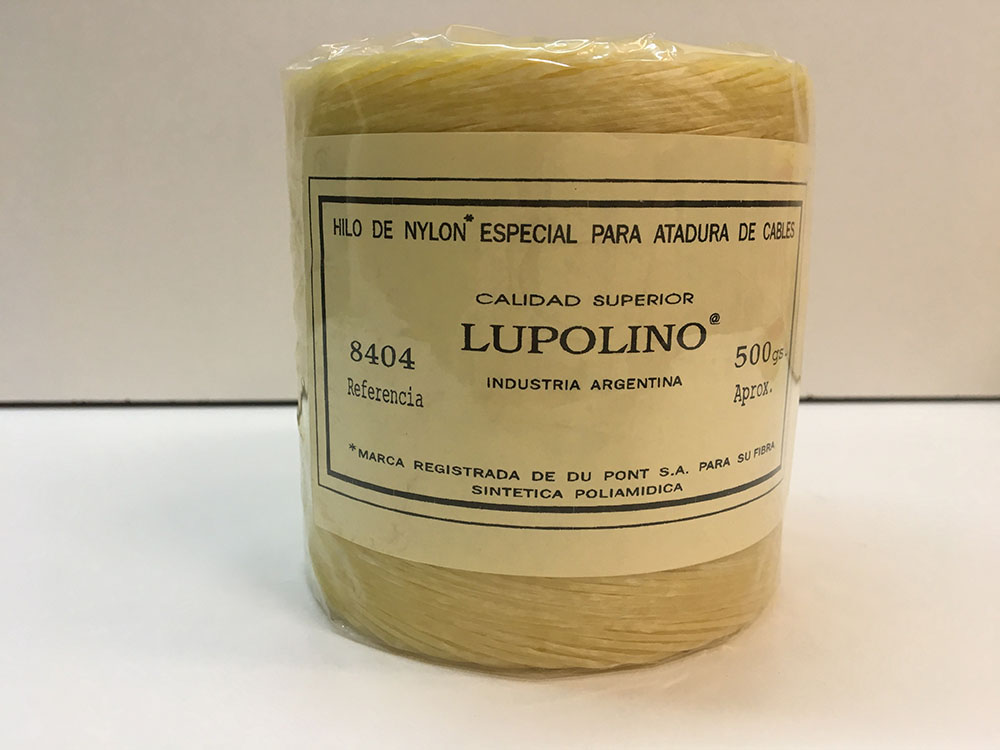 HILO DE NYLON* ESPECIAL PARA ATADURA DE CABLES
CALIDAD SUPERIOR
LUPOLINO@
8404
Referencia
500gs.
Aprox.
INDUSTRIA ARGENTINA
*MARCA REGISTRADA DE DU PONT S.A. PARA SU FIBRA
SINTETICA POLIAMIDICA